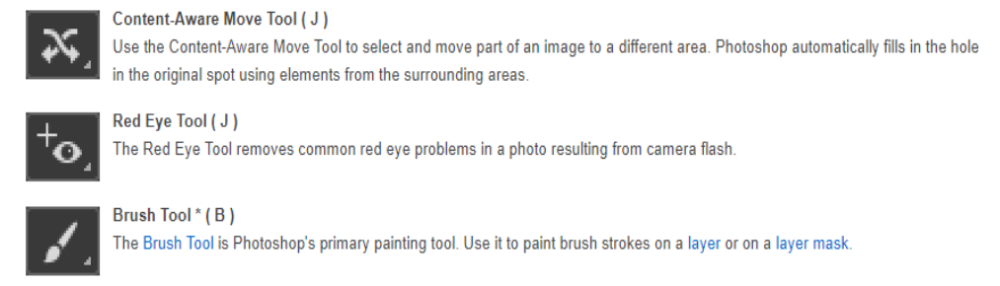 Content-Aware Move Tool ( J )
Use the Content-Aware Move Tool to select and move part of an image to a different area. Photoshop automatically fills in the hole
in the original spot using elements from the surrounding areas.
Red Eye Tool ( J )
The Red Eye Tool removes common red eye problems in a photo resulting from camera flash.
Brush Tool * ( B )
The Brush Tool is Photoshop's primary painting tool. Use it to paint brush strokes on a layer or on a layer mask.